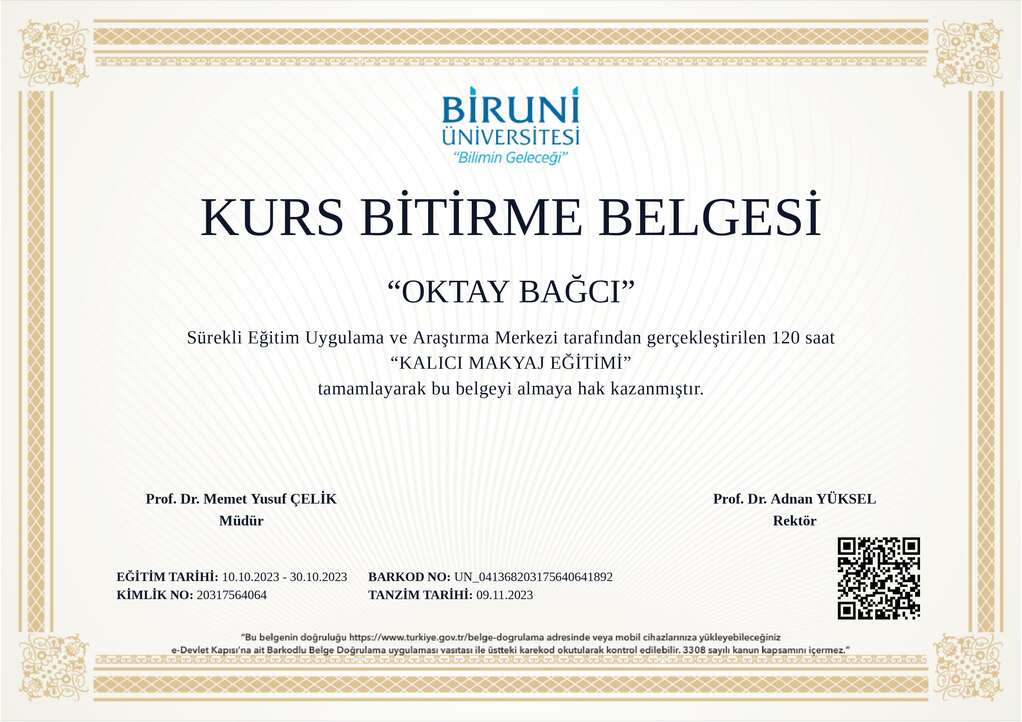 BİRUNİ
ÜNİVERSİTESİ
“Bilimin Geleceği”
KURS BİTİRME BELGESİ
“OKTAY BAĞCI”
Sürekli Eğitim Uygulama ve Araştırma Merkezi tarafından gerçekleştirilen 120 saat
“KALICI MAKYAJ EĞİTİMİ”
tamamlayarak bu belgeyi almaya hak kazanmıştır.
Prof. Dr. Memet Yusuf ÇELİK
Müdür
Prof. Dr. Adnan YÜKSEL
Rektör
EĞİTİM TARİHİ: 10.10.2023 - 30.10.2023 BARKOD NO: UN_041368203175640641892
KİMLİK NO: 20317564064 TANZİM TARİHİ: 09.11.2023
“Bu belgenin doğruluğu https://www.turkiye.gov.tr/belge-dogrulama adresinde veya mobil cihazlarınıza yükleyebileceğiniz
e-Devlet Kapısı’na ait Barkodlu Belge Doğrulama uygulaması vasıtası ile üstteki karekod okutularak kontrol edilebilir. 3308 sayılı kanun kapsamını içermez.”